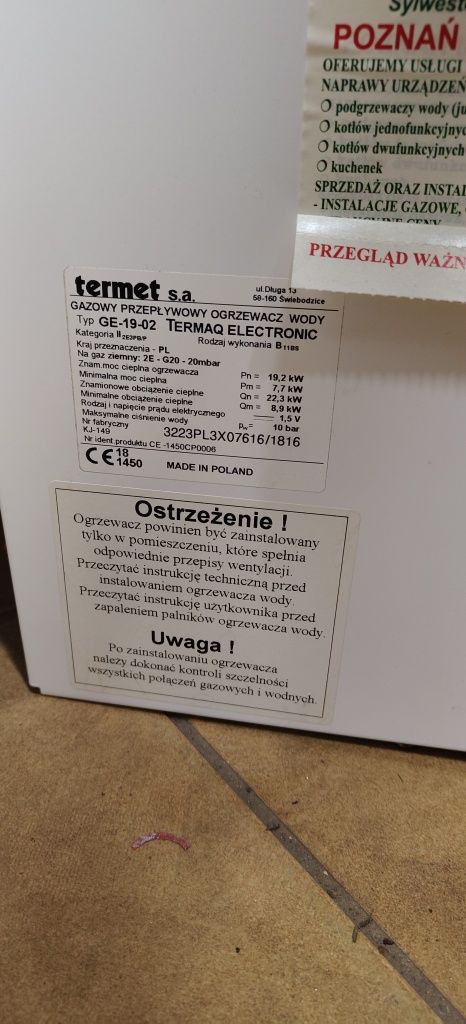 Sylwest
POZNAŃ
OFERUJEMY USŁUGI
NAPRAWY URZĄDZEŃ
podgrzewaczy wody (ju
kotłów jednofunkcyjnyc
kotłów dwufunkcyjnych
kuchenek
SPRZEDAŻ ORAZ INSTAL
- INSTALACJE GAZOWE,
PRZEGLĄD WAŻN
termet s.a.
ul.Długa 13
58-160 Świebodzice
GAZOWY PRZEPŁYWOWY OGRZEWACZ WODY
Typ GE-19-02 TERMAQ ELECTRONIC
Kategoria II2E3PB/P Rodzaj wykonania B11BS
Kraj przeznaczenia - PL
Na gaz ziemny: 2E - G20 - 20mbar
Znam.moc cieplna ogrzewacza Pn = 19,2 kW
Minimalna moc cieplna Pm = 7,7 kW
Znamionowe obciążenie cieplne Qn = 22,3 kW
Minimalne obciążenie cieplne Qm = 8,9 kW
Rodzaj i napięcie prądu elektrycznego 1,5 V
Maksymalne ciśnienie wody pw= 10 bar
Nr fabryczny 3223PL3X07616/1816
KJ-149
Nr ident.produktu CE -1450CP0006
CE 18
1450 MADE IN POLAND
Ostrzeżenie !
Ogrzewacz powinien być zainstalowany
tylko w pomieszczeniu, które spełnia
odpowiednie przepisy wentylacji.
Przeczytać instrukcję techniczną przed
instalowaniem ogrzewacza wody.
Przeczytać instrukcję użytkownika przed
zapaleniem palników ogrzewacza wody.
Uwaga !
Po zainstalowaniu ogrzewacza
należy dokonać kontroli szczelności
wszystkich połączeń gazowych i wodnych.